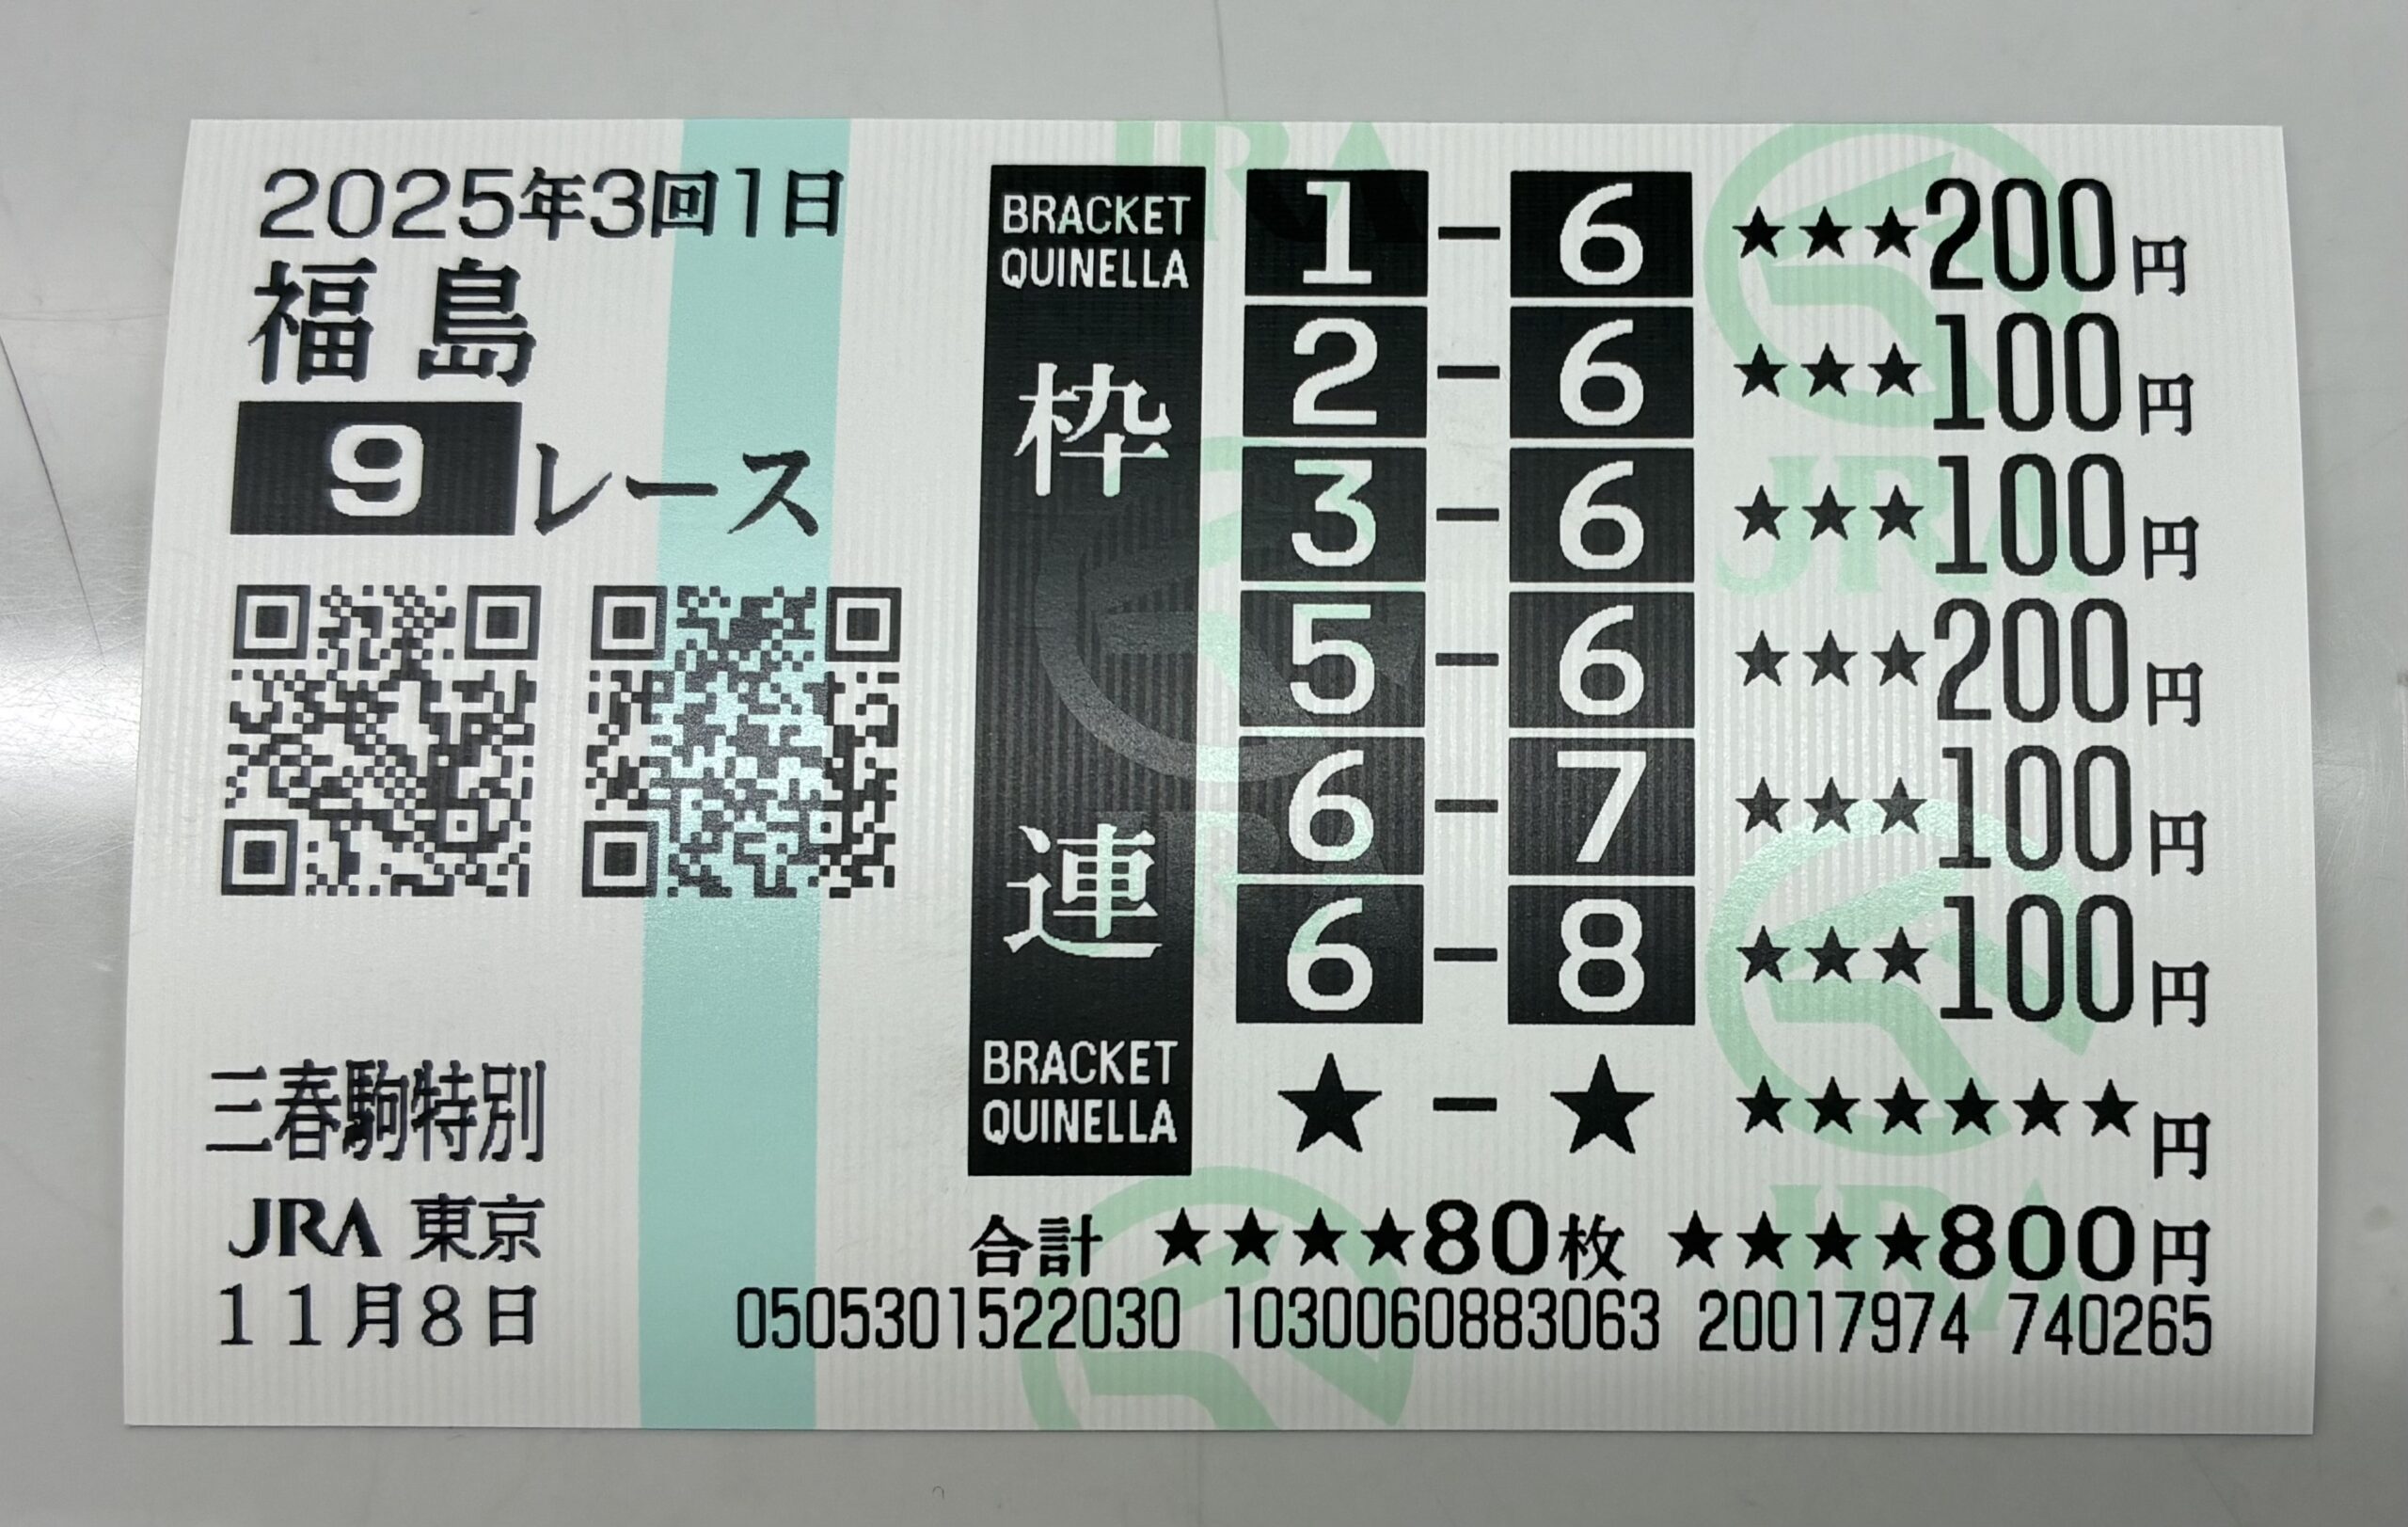 2025年3回1日
福島
9レース
三春駒特別
JRA 東京
11月8日
BRACKET
QUINELLA
枠連
BRACKET
QUINELLA
1-6 ★★★200円
2-6 ★★★100円
3-6 ★★★100円
5-6 ★★★200円
6-7 ★★★100円
6-8 ★★★100円
★-★ ★★★★★★円
合計 ★★★★80枚 ★★★★800円
0505301522030 1030060883063 20017974 740265